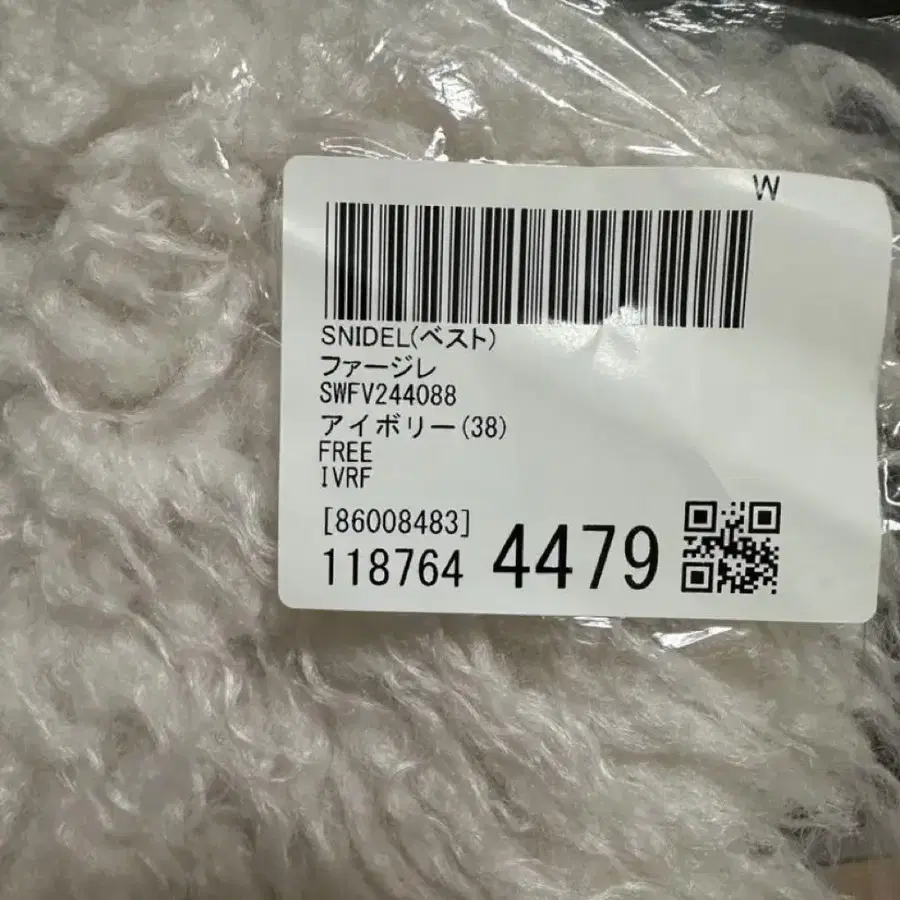 W
SNIDEL(ベスト)
ファージレ
SWFV244088
アイボリー(38)
FREE
IVRF
[86008483]
118764 4479